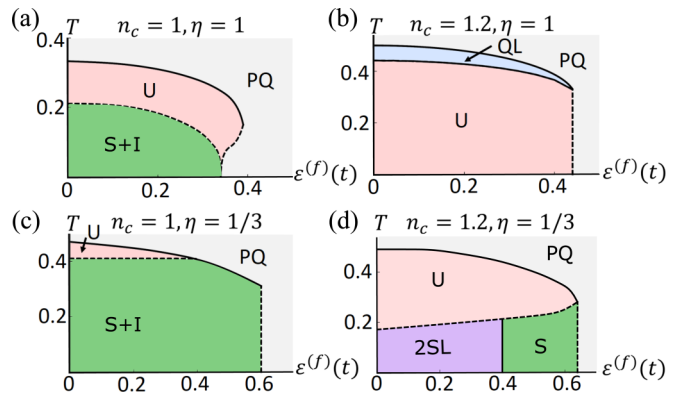 (a) T n_c = 1, η = 1
0.4
PQ
U
0.2
S+I
ε^(f)(t)
0 0.2 0.4
(b) T n_c = 1.2, η = 1
QL
PQ
0.4
U
0.2
ε^(f)(t)
0 0.2 0.4
(c) T n_c = 1, η = 1/3
U
PQ
0.4
0.2
S+I
ε^(f)(t)
0 0.2 0.4 0.6
(d) T n_c = 1.2, η = 1/3
PQ
0.4
U
0.2
2SL S
ε^(f)(t)
0 0.2 0.4 0.6